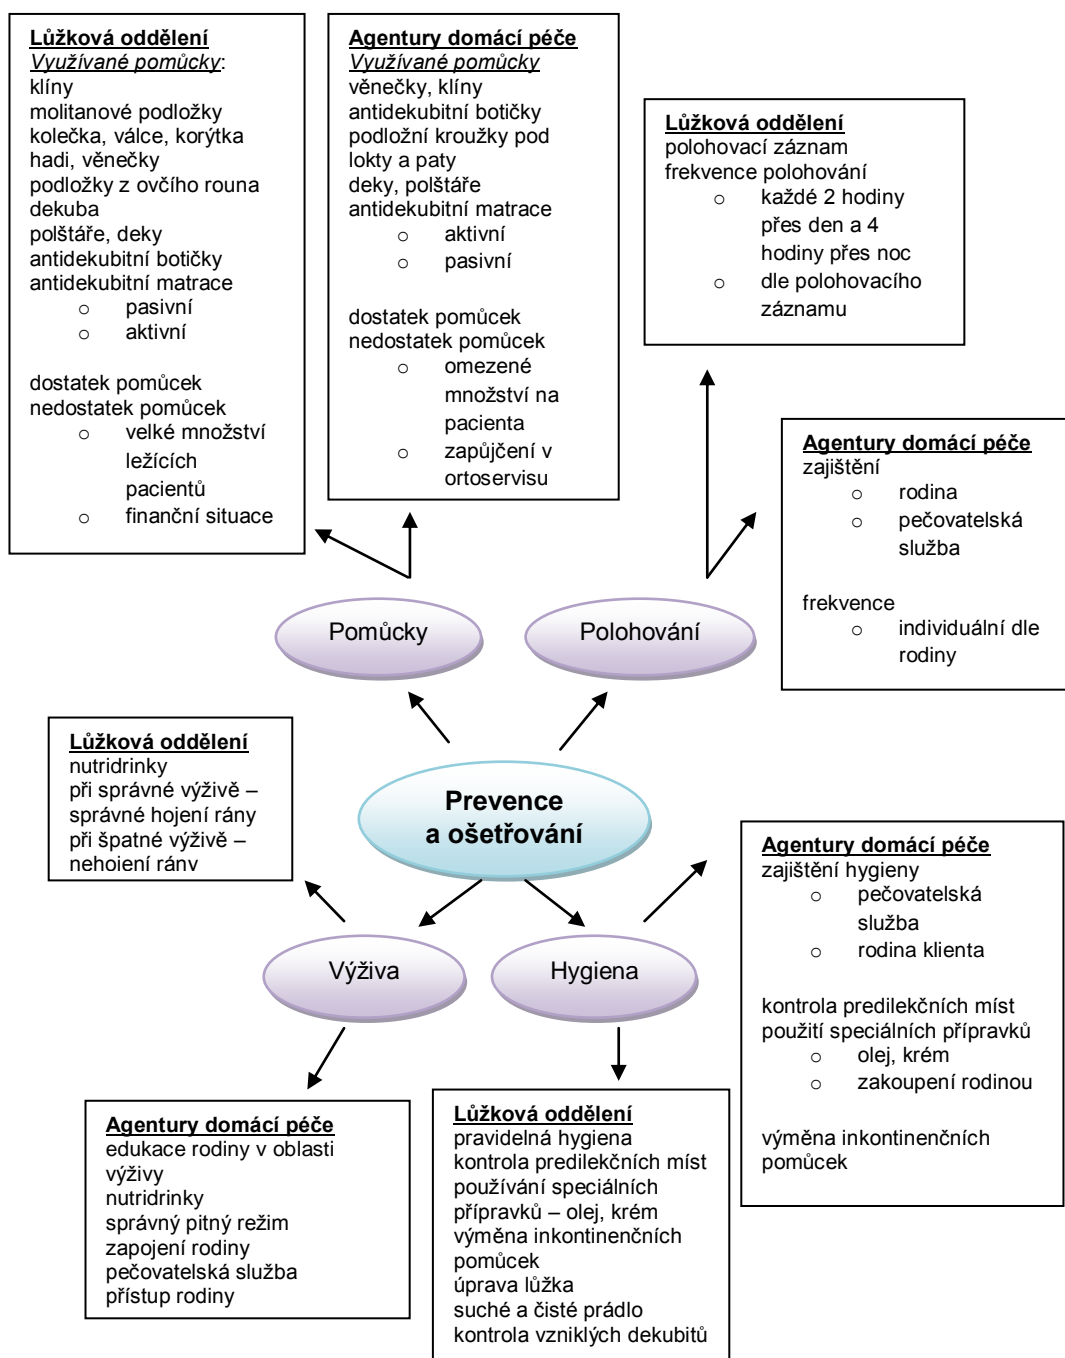 Lůžková oddělení
Využívané pomůcky:
klíny
molitanové podložky
kolečka, válce, korýtka
hadi, věnečky
podložky z ovčího rouna
dekuba
polštáře, deky
antidekubitní botičky
antidekubitní matrace
o pasivní
o aktivní
dostatek pomůcek
nedostatek pomůcek
o velké množství
ležících
pacientů
o finanční situace
Agentury domácí péče
Využívané pomůcky
věnečky, klíny
antidekubitní botičky
podložní kroužky pod
lokty a paty
deky, polštáře
antidekubitní matrace
o aktivní
o pasivní
dostatek pomůcek
nedostatek pomůcek
o omezené
množství na
pacienta
o zapůjčení v
ortoservisu
Lůžková oddělení
polohovací záznam
frekvence polohování
o každé 2 hodiny
přes den a 4
hodiny přes noc
o dle polohovacího
záznamu
Agentury domácí péče
zajištění
o rodina
o pečovatelská
služba
frekvence
o individuální dle
rodiny
Pomůcky
Polohování
Lůžková oddělení
nutridrinky
při správné výživě –
správné hojení rány
při špatné výživě –
nehojení rány
Prevence
a ošetřování
Agentury domácí péče
zajištění hygieny
o pečovatelská
služba
o rodina klienta
kontrola predilekčních míst
použití speciálních přípravků
o olej, krém
o zakoupení rodinou
výměna inkontinenčních
pomůcek
Výživa
Hygiena
Agentury domácí péče
edukace rodiny v oblasti
výživy
nutridrinky
správný pitný režim
zapojení rodiny
pečovatelská služba
přístup rodiny
Lůžková oddělení
pravidelná hygiena
kontrola predilekčních míst
používání speciálních
přípravků – olej, krém
výměna inkontinenčních
pomůcek
úprava lůžka
suché a čisté prádlo
kontrola vzniklých dekubitů